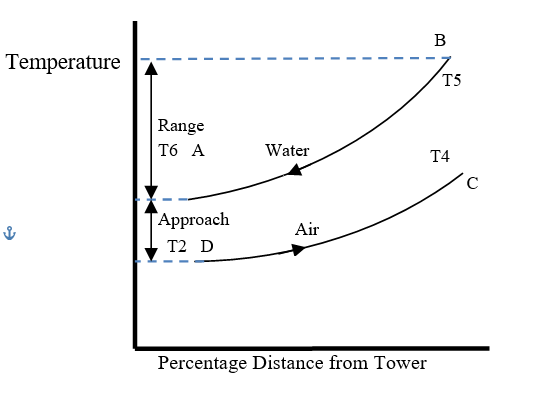 B
Temperature
T5
Range
T6 A
Water
T4
C
Approach
T2 D
Air
Percentage Distance from Tower